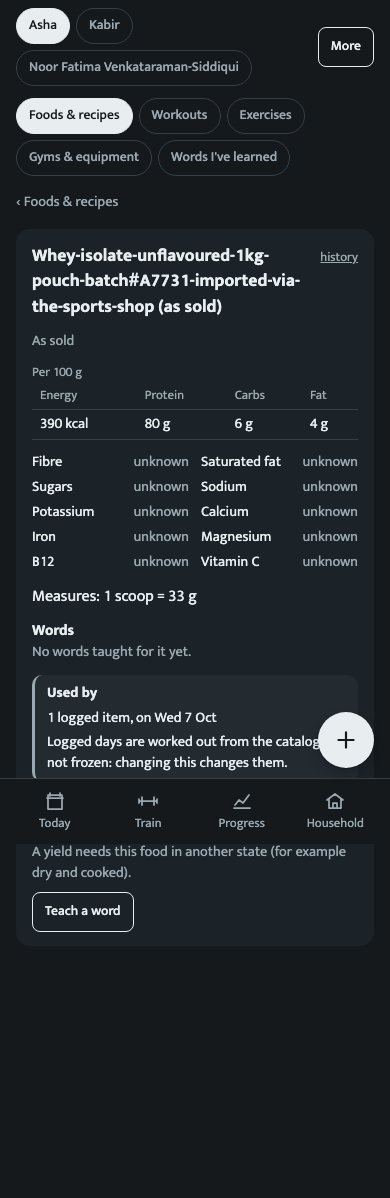 Asha
Kabir
More
Noor Fatima Venkataraman-Siddiqui
Foods & recipes
Workouts
Exercises
Gyms & equipment
Words I've learned
‹ Foods & recipes
Whey-isolate-unflavoured-1kg-
pouch-batch#A7731-imported-via-
the-sports-shop (as sold)
history
As sold
Per 100 g
Energy Protein Carbs Fat
390 kcal 80 g 6 g 4 g
Fibre unknown Saturated fat unknown
Sugars unknown Sodium unknown
Potassium unknown Calcium unknown
Iron unknown Magnesium unknown
B12 unknown Vitamin C unknown
Measures: 1 scoop = 33 g
Words
No words taught for it yet.
Used by
1 logged item, on Wed 7 Oct
Logged days are worked out from the catalog
not frozen: changing this changes them.
Today
Train
Progress
Household
A yield needs this food in another state (for example
dry and cooked).
Teach a word